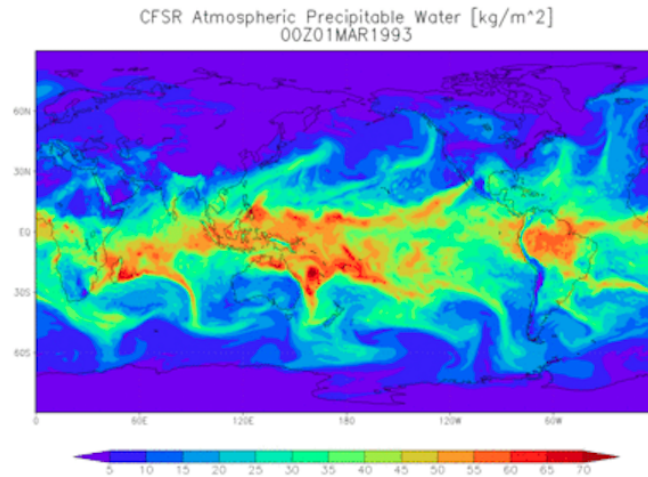 CFSR Atmospheric Precipitable Water [kg/m^2]
00Z01MAR1993
60N
30N
EQ
30S
60S
0 60E 120E 180 120W 60W
5 10 15 20 25 30 35 40 45 50 55 60 65 70